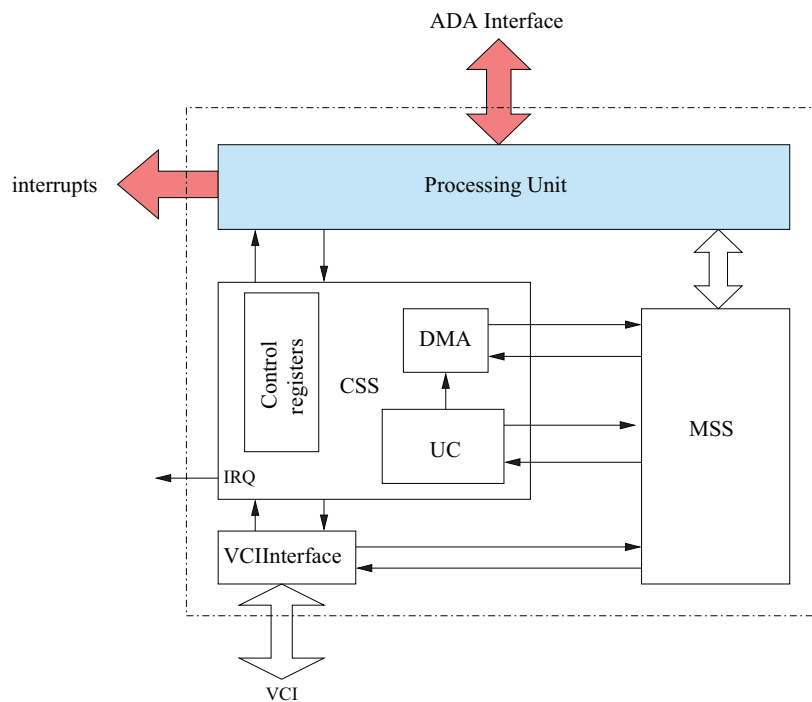 ADA Interface
interrupts
Processing Unit
Control
registers
CSS
DMA
UC
MSS
IRQ
VCIInterface
VCI